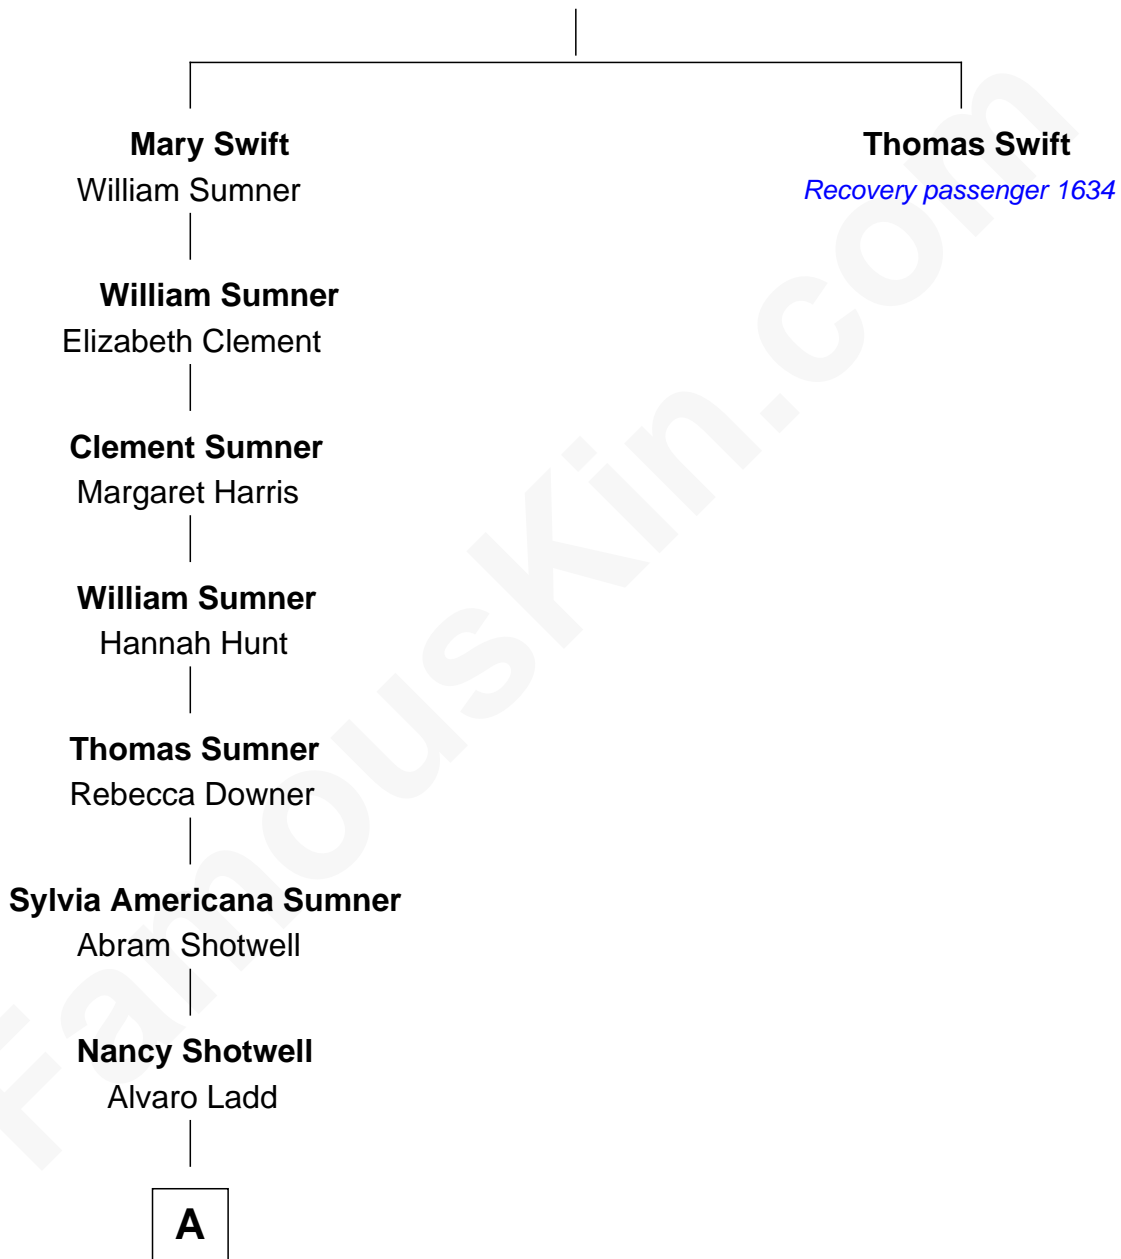 Mary Swift
William Sumner
Thomas Swift
Recovery passenger 1634
William Sumner
Elizabeth Clement
Clement Sumner
Margaret Harris
William Sumner
Hannah Hunt
Thomas Sumner
Rebecca Downer
Sylvia Americana Sumner
Abram Shotwell
Nancy Shotwell
Alvaro Ladd
A
FamousKin.com